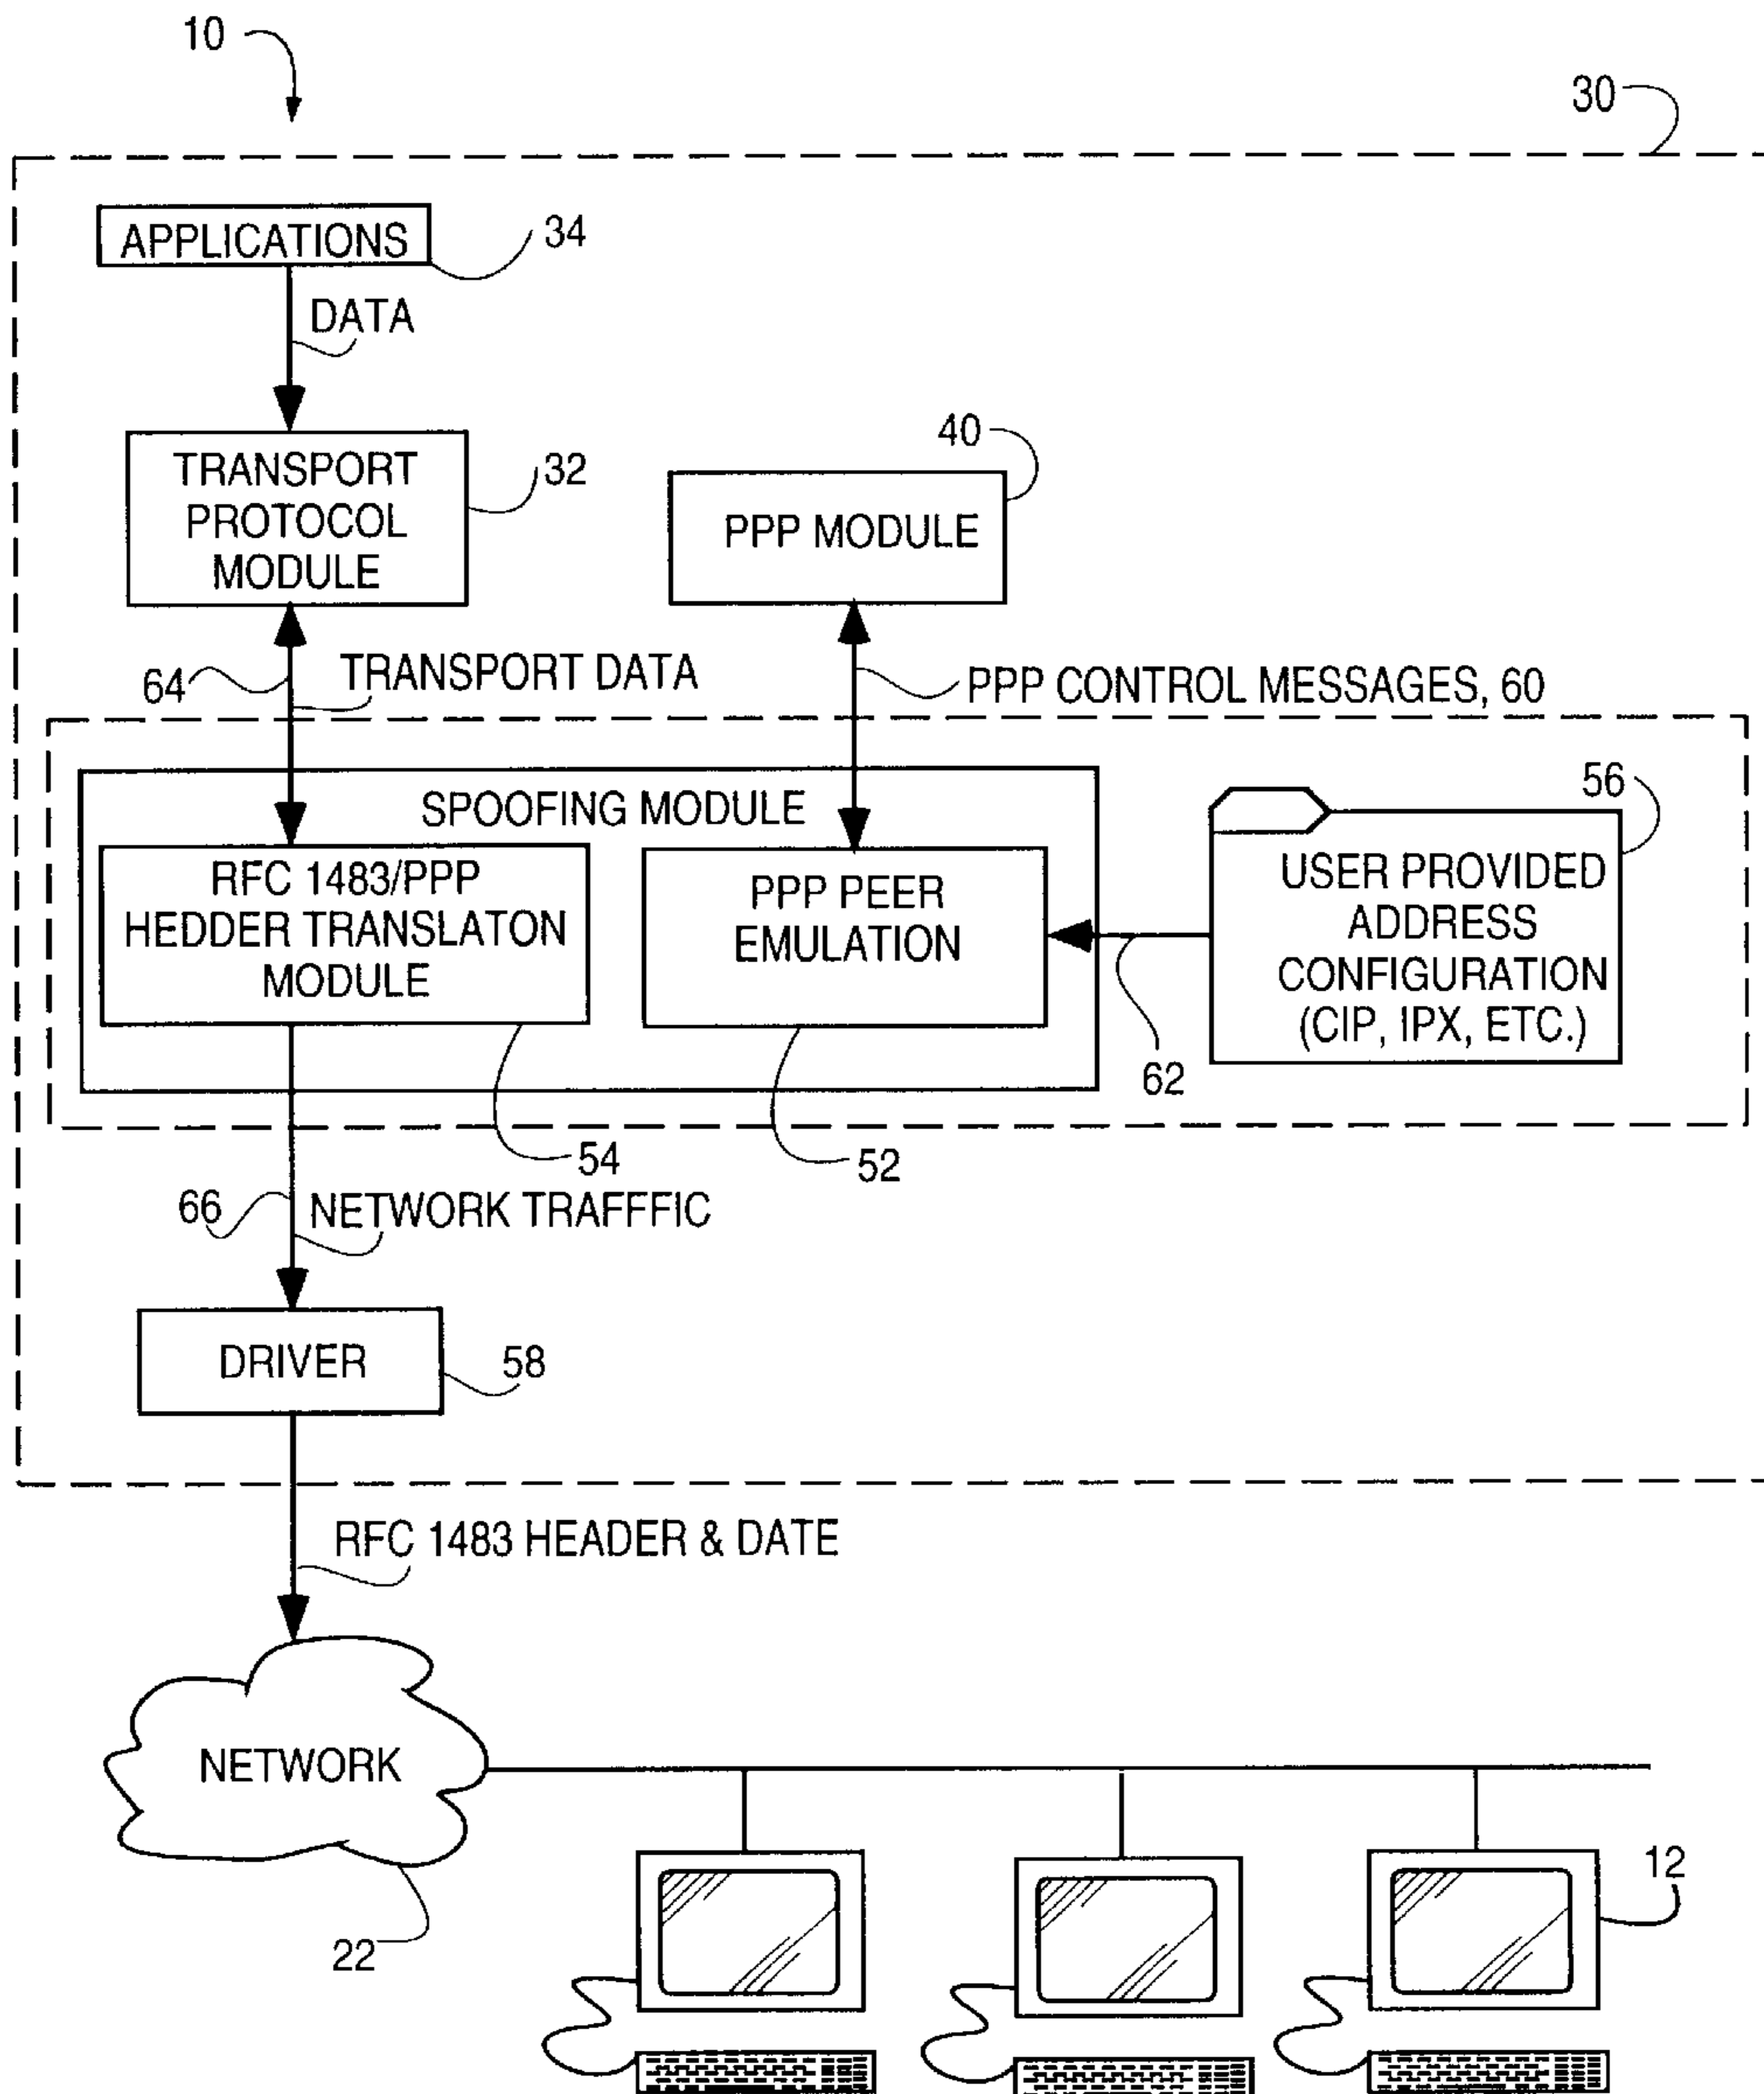 10
30
APPLICATIONS
34
DATA
TRANSPORT
PROTOCOL
MODULE
32
40
PPP MODULE
64
TRANSPORT DATA
PPP CONTROL MESSAGES, 60
SPOOFING MODULE
56
RFC 1483/PPP
HEDDER TRANSLATON
MODULE
PPP PEER
EMULATION
USER PROVIDED
ADDRESS
CONFIGURATION
(CIP, IPX, ETC.)
62
54
52
66
NETWORK TRAFFFIC
DRIVER
58
RFC 1483 HEADER & DATE
NETWORK
22
12